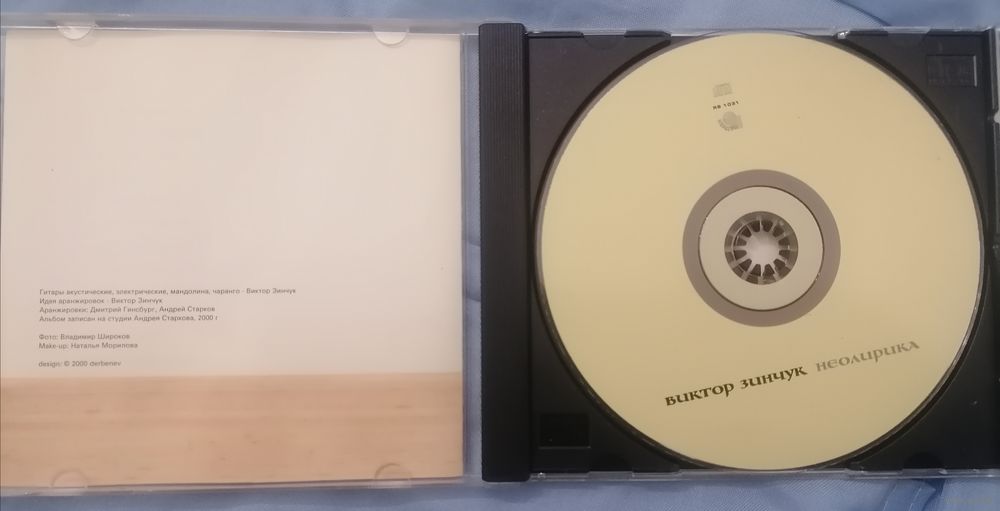 Гитары акустические, электрические, мандолина, чаранго - Виктор Зинчук
Идея аранжировок - Виктор Зинчук
Аранжировки: Дмитрий Гинсбург, Андрей Старков
Альбом записан на студии Андрея Старкова, 2000 г
Фото: Владимир Широков
Make-up: Наталья Морилова
design: © 2000 derbenev
RB 1031
виктор зинчук неолирика